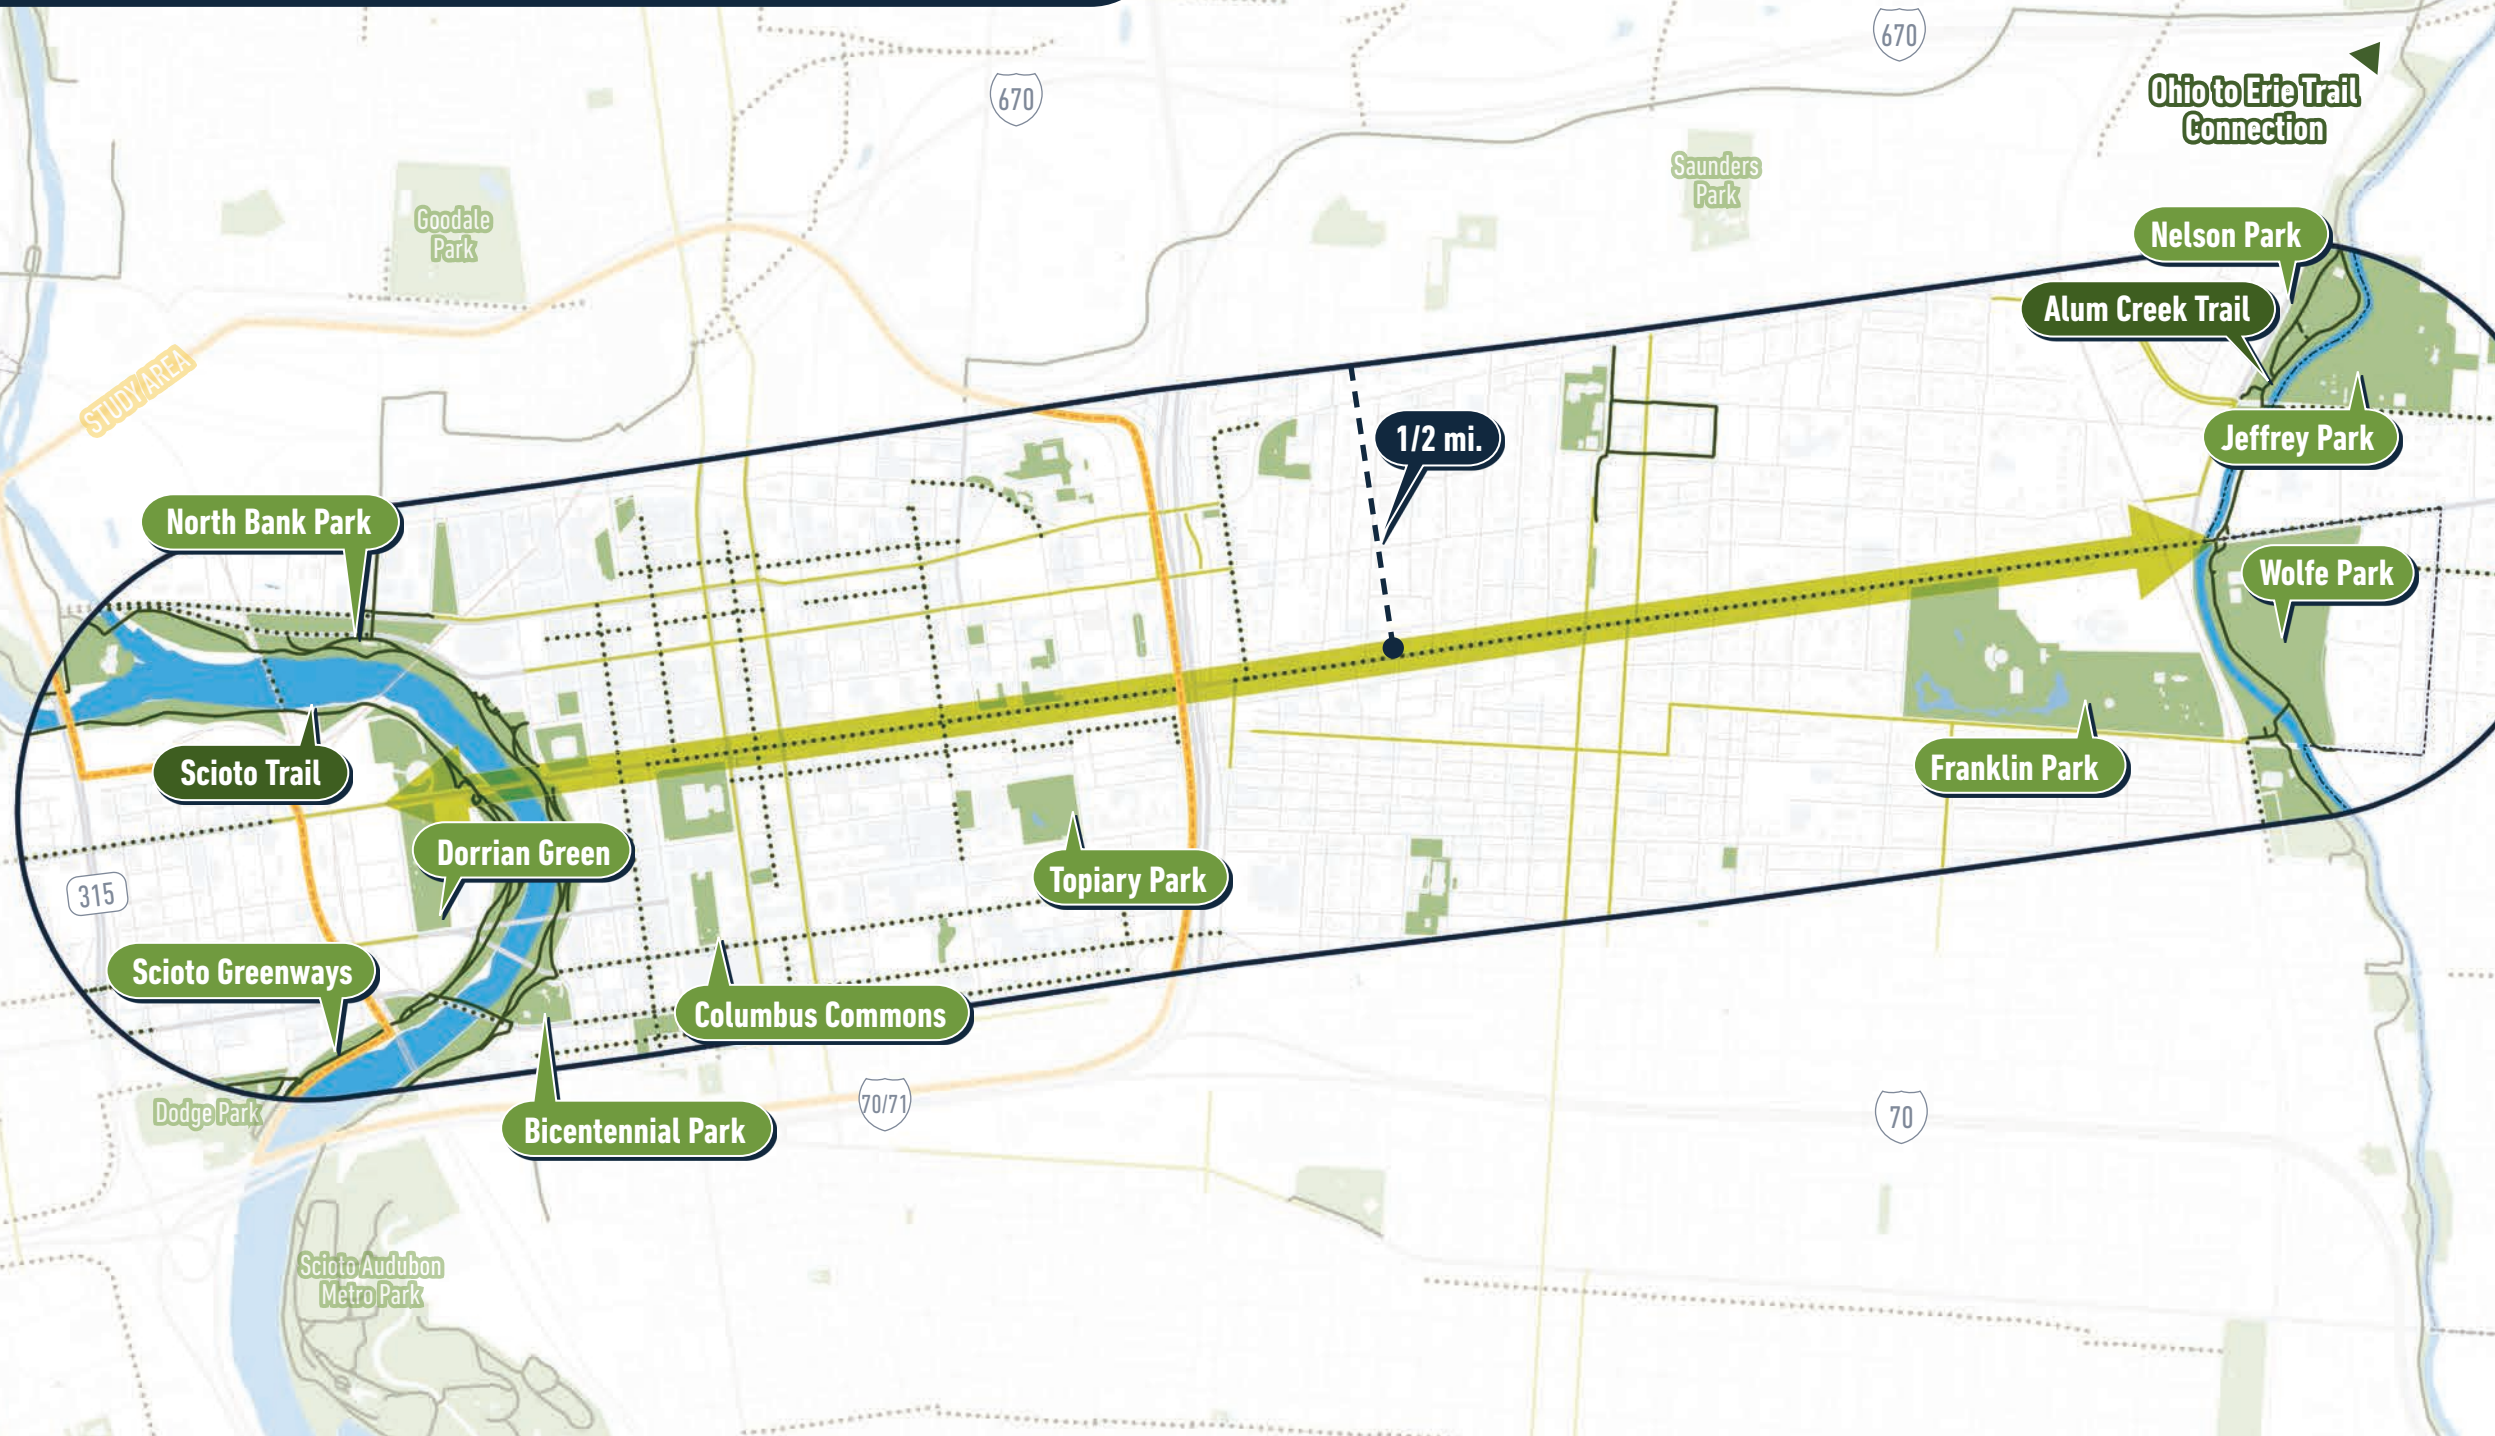 670
670
Ohio to Erie Trail
Connection
Saunders
Park
Goodale
Park
Nelson Park
Alum Creek Trail
STUDY AREA
1/2 mi.
Jeffrey Park
North Bank Park
Wolfe Park
Scioto Trail
Franklin Park
Dorrian Green
Topiary Park
315
Scioto Greenways
Columbus Commons
Dodge Park
70/71
70
Bicentennial Park
Scioto Audubon
Metro Park